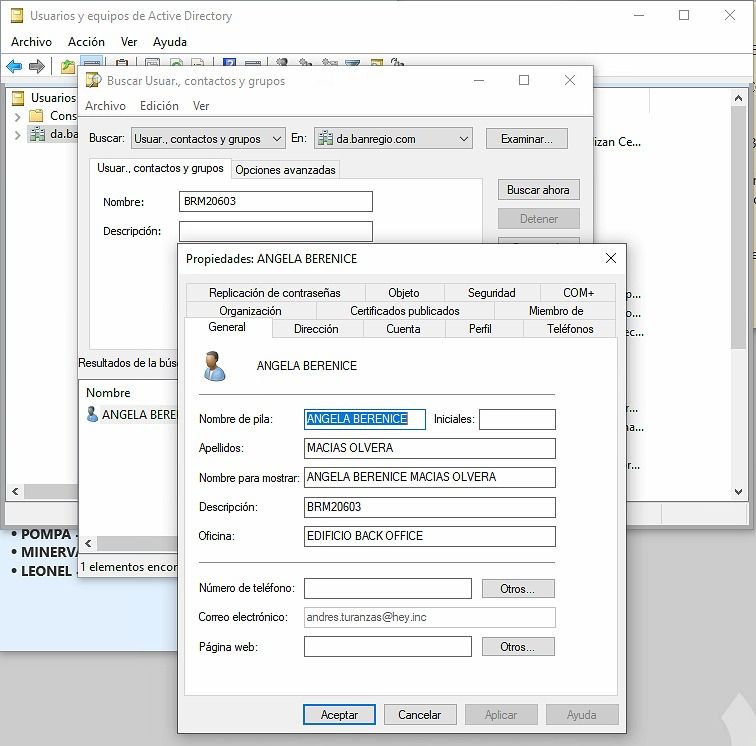 Usuarios y equipos de Active Directory
Archivo Acción Ver Ayuda
Usuarios
Cons
da.ba
izan Ce...
Buscar Usuar., contactos y grupos
Archivo Edición Ver
Buscar: Usuar., contactos y grupos En: da.banregio.com Examinar...
Usuar., contactos y grupos Opciones avanzadas
Nombre: BRM20603
Descripción:
Buscar ahora
Detener
Resultados de la bús
Nombre
ANGELA BEREN
1 elementos encon
• POMPA
• MINERVA
• LEONEL
Propiedades: ANGELA BERENICE
Replicación de contraseñas Objeto Seguridad COM+
Organización Certificados publicados Miembro de
General Dirección Cuenta Perfil Teléfonos
ANGELA BERENICE
Nombre de pila: ANGELA BERENICE Iniciales:
Apellidos: MACIAS OLVERA
Nombre para mostrar: ANGELA BERENICE MACIAS OLVERA
Descripción: BRM20603
Oficina: EDIFICIO BACK OFFICE
Número de teléfono: Otros...
Correo electrónico: andres.turanzas@hey.inc
Página web: Otros...
Aceptar Cancelar Aplicar Ayuda